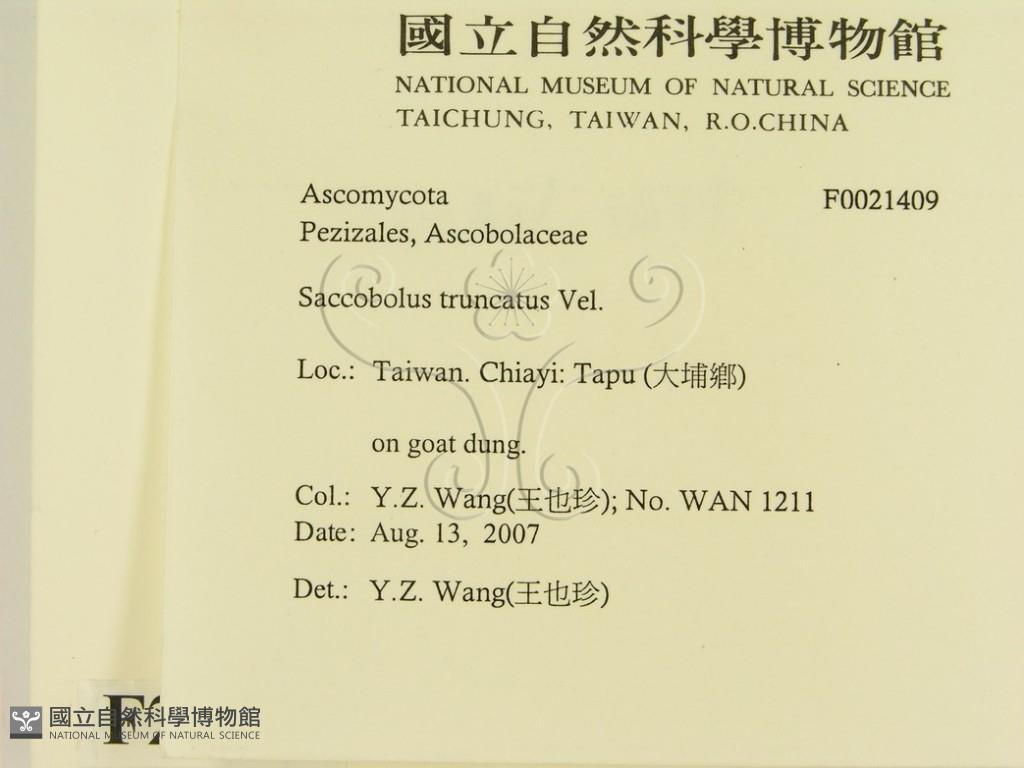 國立自然科學博物館
NATIONAL MUSEUM OF NATURAL SCIENCE
TAICHUNG, TAIWAN, R.O.CHINA
Ascomycota F0021409
Pezizales, Ascobolaceae
Saccobolus truncatus Vel.
Loc.: Taiwan. Chiayi: Tapu (大埔鄉)
on goat dung.
Col.: Y.Z. Wang(王也珍); No. WAN 1211
Date: Aug. 13, 2007
Det.: Y.Z. Wang(王也珍)
國立自然科學博物館
NATIONAL MUSEUM OF NATURAL SCIENCE